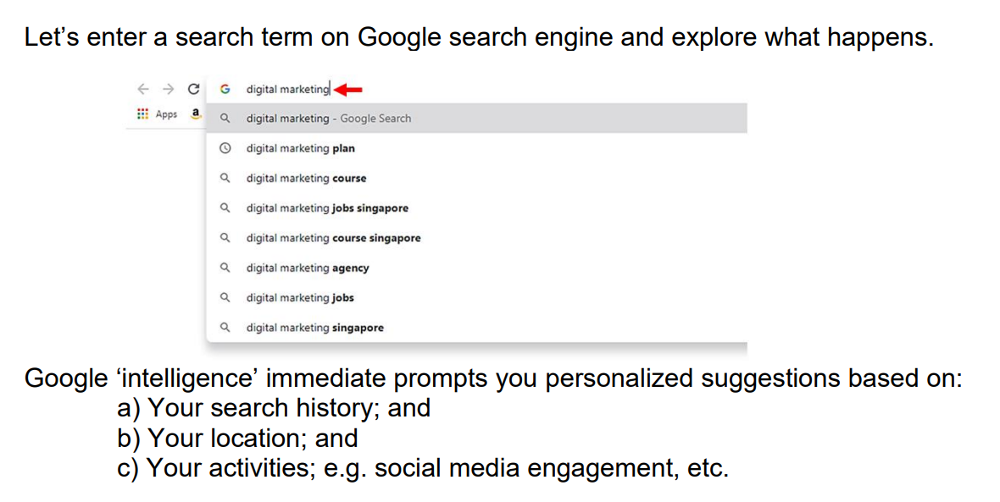 Let’s enter a search term on Google search engine and explore what happens.
G digital marketing
Apps a
digital marketing - Google Search
digital marketing plan
digital marketing course
digital marketing jobs singapore
digital marketing course singapore
digital marketing agency
digital marketing jobs
digital marketing singapore
Google ‘intelligence’ immediate prompts you personalized suggestions based on:
a) Your search history; and
b) Your location; and
c) Your activities; e.g. social media engagement, etc.